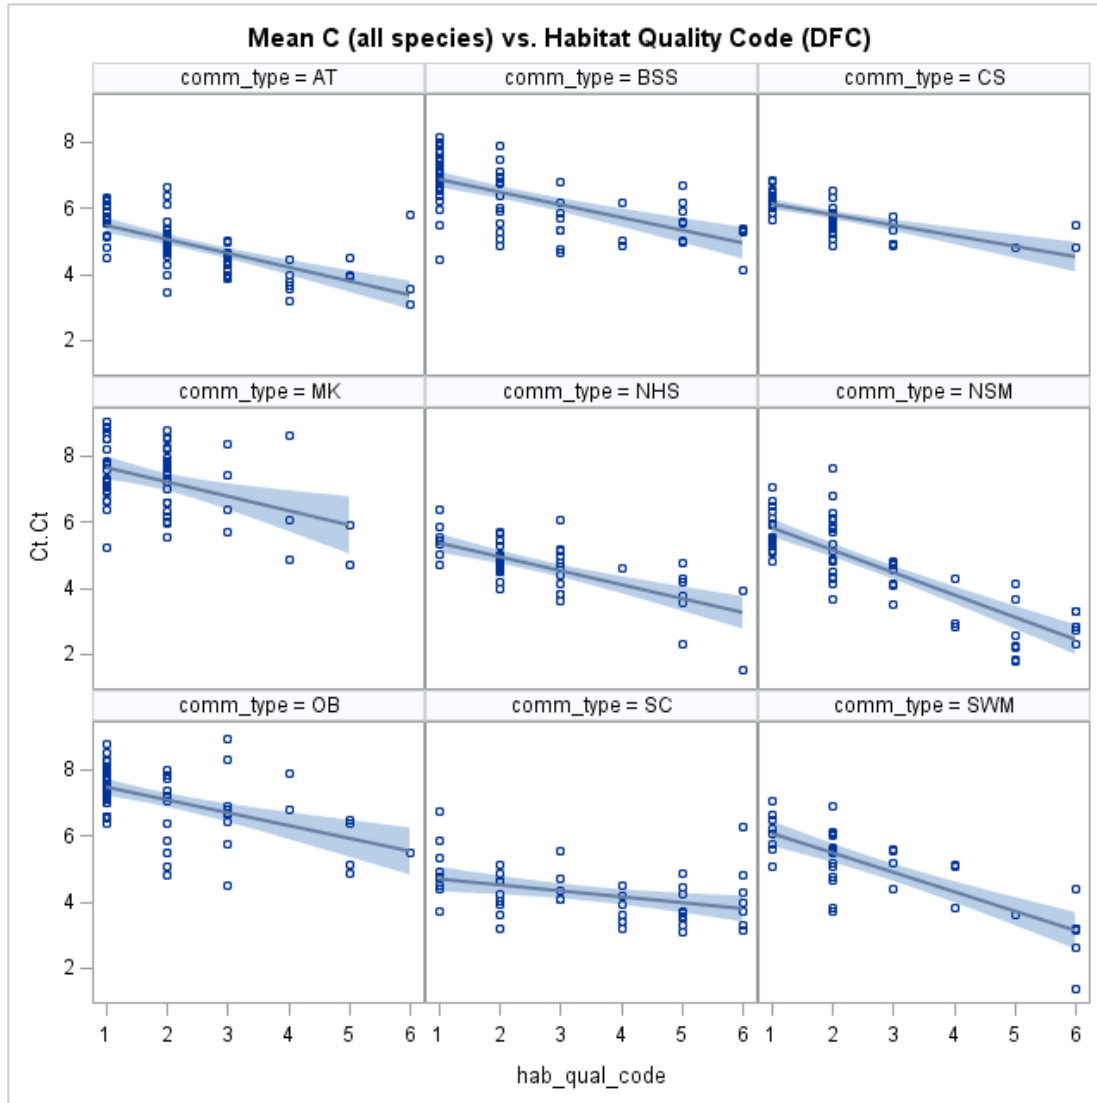 Mean C (all species) vs. Habitat Quality Code (DFC)
comm_type = AT comm_type = BSS comm_type = CS
8
6
4
2
comm_type = MK comm_type = NHS comm_type = NSM
8
6
4
2
Ct.Ct
comm_type = OB comm_type = SC comm_type = SWM
8
6
4
2
1 2 3 4 5 6 1 2 3 4 5 6 1 2 3 4 5 6
hab_qual_code